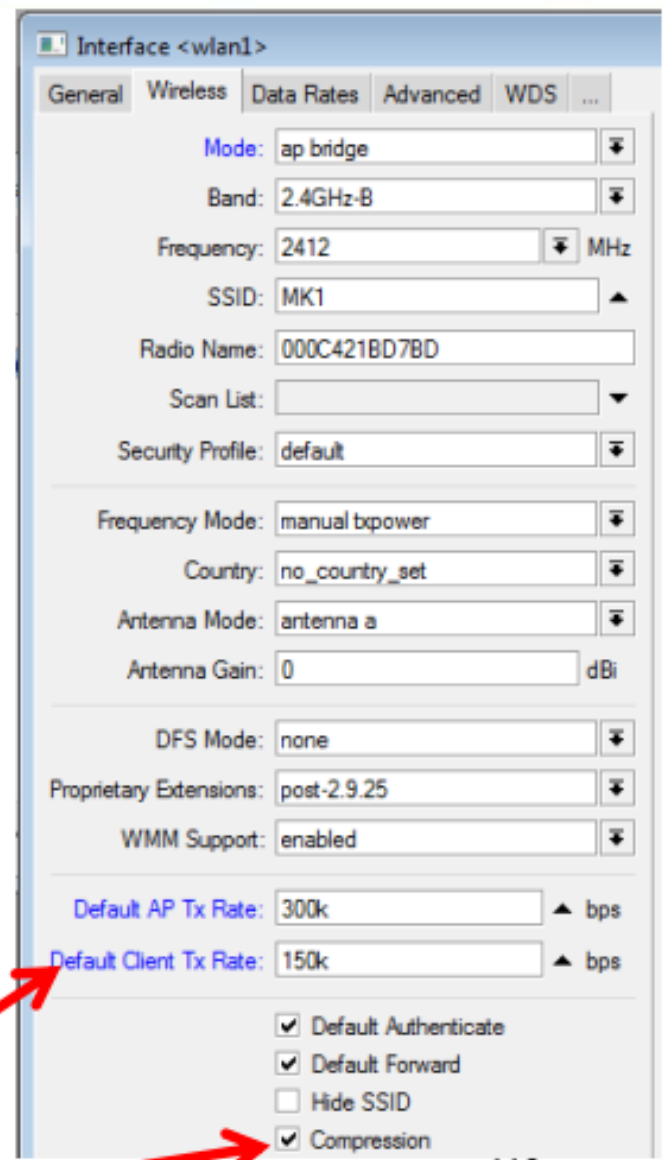 Interface <wlan1>
General Wireless Data Rates Advanced WDS ...
Mode: ap bridge
Band: 2.4GHz-B
Frequency: 2412 MHz
SSID: MK1
Radio Name: 000C421BD7BD
Scan List:
Security Profile: default
Frequency Mode: manual txpower
Country: no_country_set
Antenna Mode: antenna a
Antenna Gain: 0 dBi
DFS Mode: none
Proprietary Extensions: post-2.9.25
WMM Support: enabled
Default AP Tx Rate: 300k bps
Default Client Tx Rate: 150k bps
Default Authenticate
Default Forward
Hide SSID
Compression